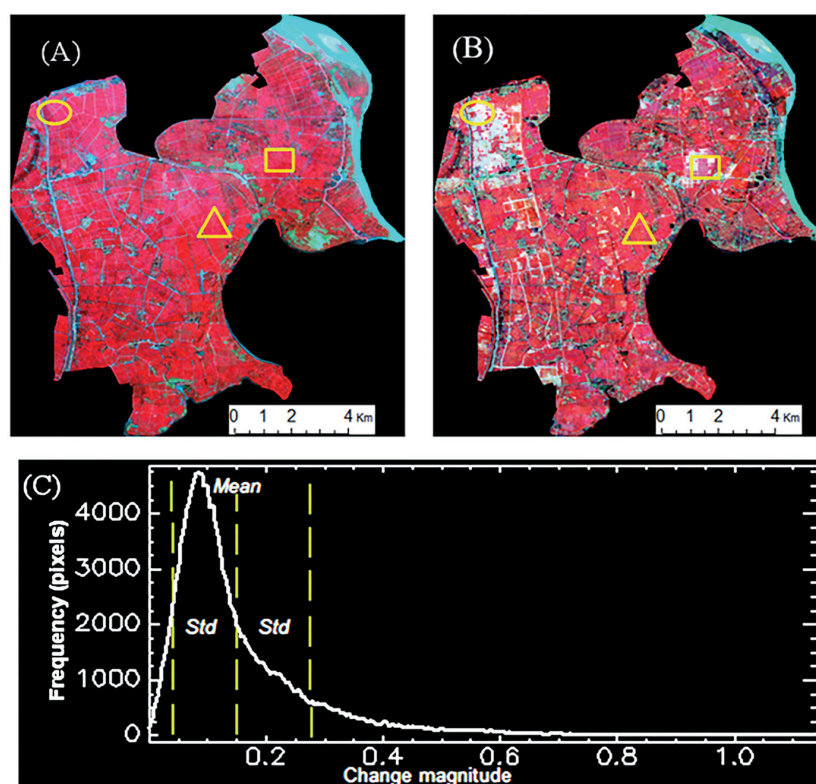 (A)
0 1 2 4 Km
(B)
0 1 2 4 Km
(C)
Mean
Std Std
Frequency (pixels)
4000
3000
2000
1000
0
0.2 0.4 0.6 0.8 1.0
Change magnitude